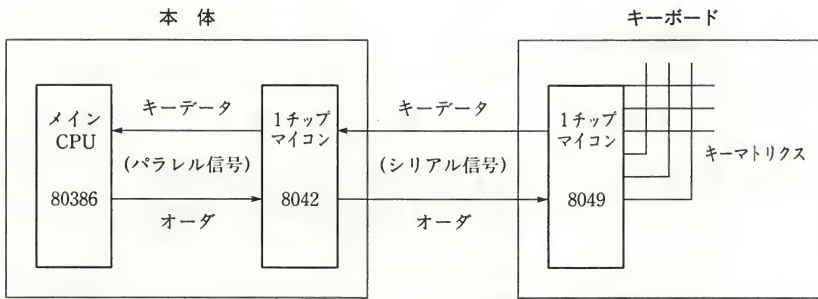 本 体
キーボード
メイン
CPU
80386
キーデータ
(パラレル信号)
オーダ
1チップ
マイコン
8042
キーデータ
(シリアル信号)
オーダ
1チップ
マイコン
8049
キーマトリクス